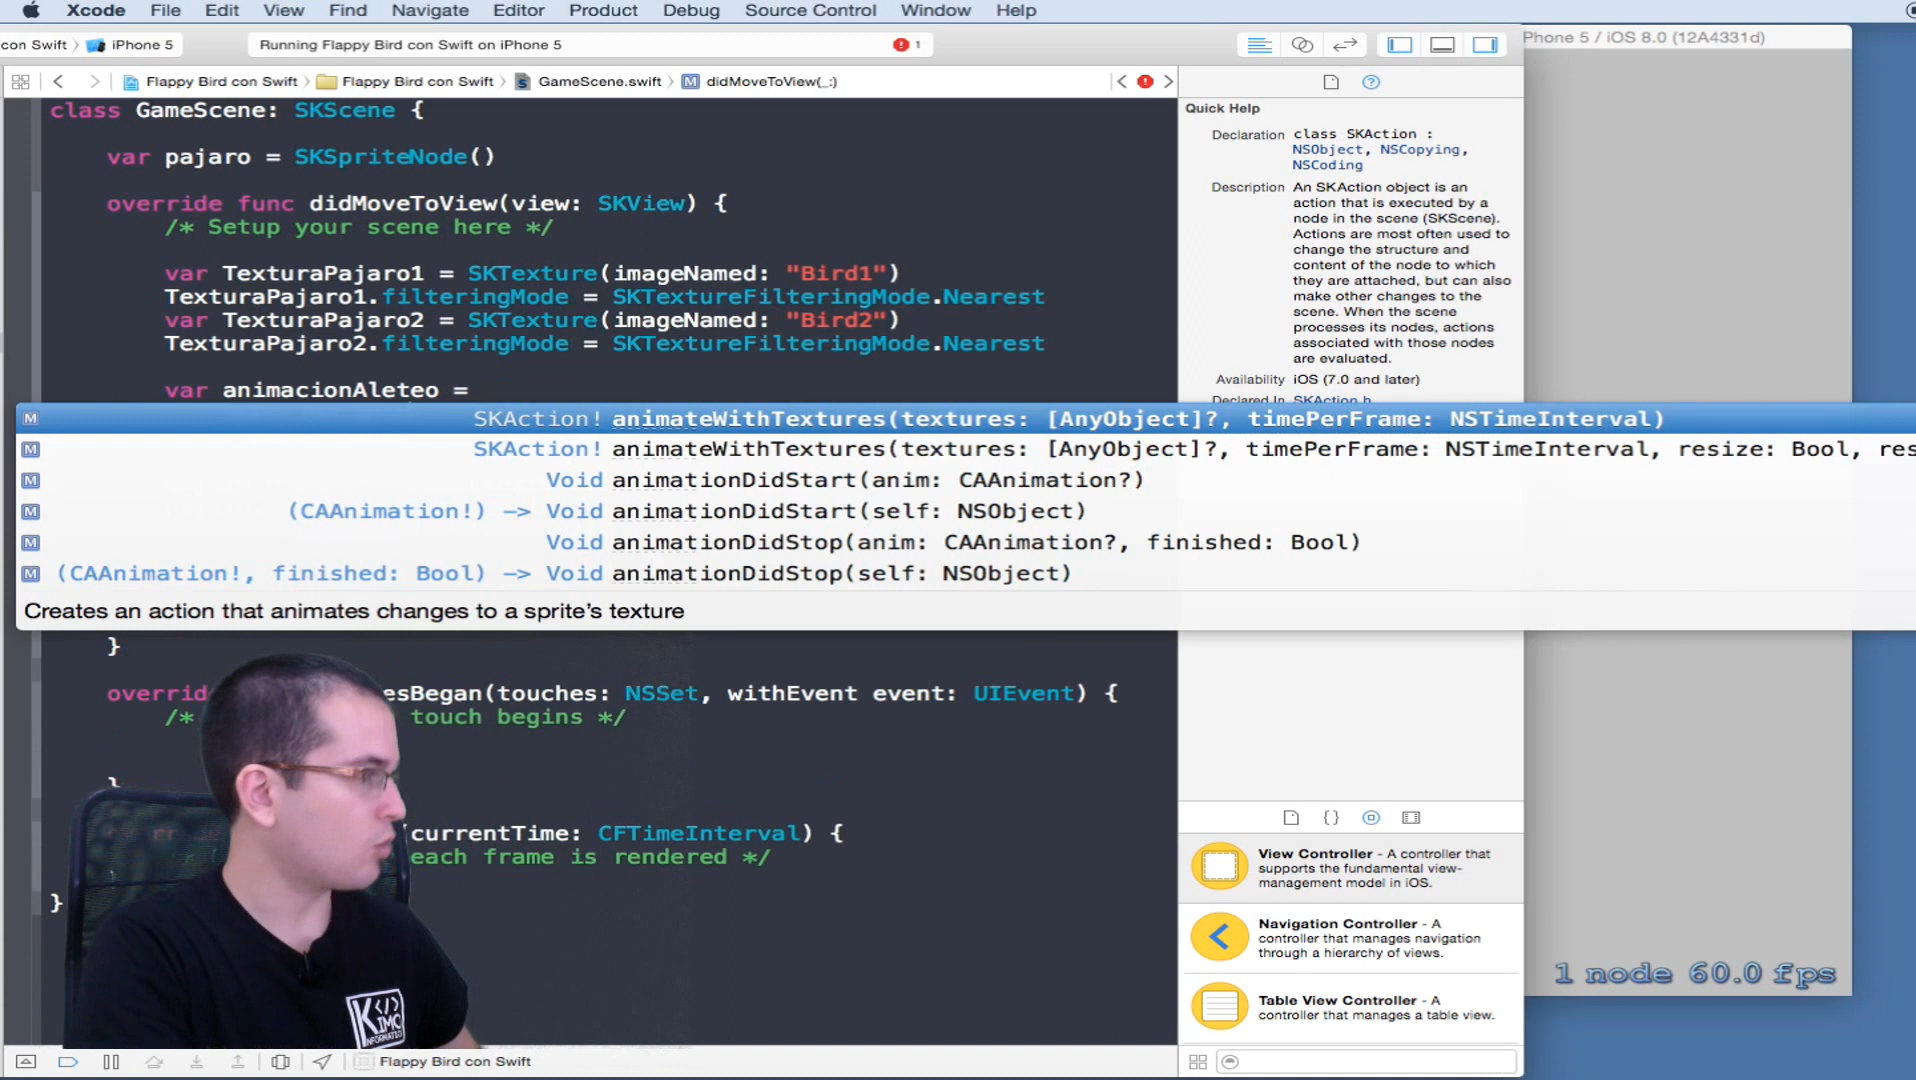 Xcode File Edit View Find Navigate Editor Product Debug Source Control Window Help
con Swift iPhone 5
Running Flappy Bird con Swift on iPhone 5
1
Phone 5 / iOS 8.0 (12A4331d)
Flappy Bird con Swift Flappy Bird con Swift GameScene.swift M didMoveToView(_:)
class GameScene: SKScene {
var pajaro = SKSpriteNode()
override func didMoveToView(view: SKView) {
/* Setup your scene here */
var TexturaPajaro1 = SKTexture(imageNamed: "Bird1")
TexturaPajaro1.filteringMode = SKTextureFilteringMode.Nearest
var TexturaPajaro2 = SKTexture(imageNamed: "Bird2")
TexturaPajaro2.filteringMode = SKTextureFilteringMode.Nearest
var animacionAleteo =
M SKAction! animateWithTextures(textures: [AnyObject]?, timePerFrame: NSTimeInterval)
M SKAction! animateWithTextures(textures: [AnyObject]?, timePerFrame: NSTimeInterval, resize: Bool, res
M Void animationDidStart(anim: CAAnimation?)
M (CAAnimation!) -> Void animationDidStart(self: NSObject)
M Void animationDidStop(anim: CAAnimation?, finished: Bool)
M (CAAnimation!, finished: Bool) -> Void animationDidStop(self: NSObject)
Creates an action that animates changes to a sprite's texture
}
overrid esBegan(touches: NSSet, withEvent event: UIEvent) {
/* touch begins */
}
(currentTime: CFTimeInterval) {
each frame is rendered */
}
Flappy Bird con Swift
Quick Help
Declaration class SKAction :
NSObject, NSCopying,
NSCoding
Description An SKAction object is an
action that is executed by a
node in the scene (SKScene).
Actions are most often used to
change the structure and
content of the node to which
they are attached, but can also
make other changes to the
scene. When the scene
processes its nodes, actions
associated with those nodes
are evaluated.
Availability iOS (7.0 and later)
Declared In SKAction.h
View Controller - A controller that
supports the fundamental view-
management model in iOS.
Navigation Controller - A
controller that manages navigation
through a hierarchy of views.
Table View Controller - A
controller that manages a table view.
1 node 60.0 fps